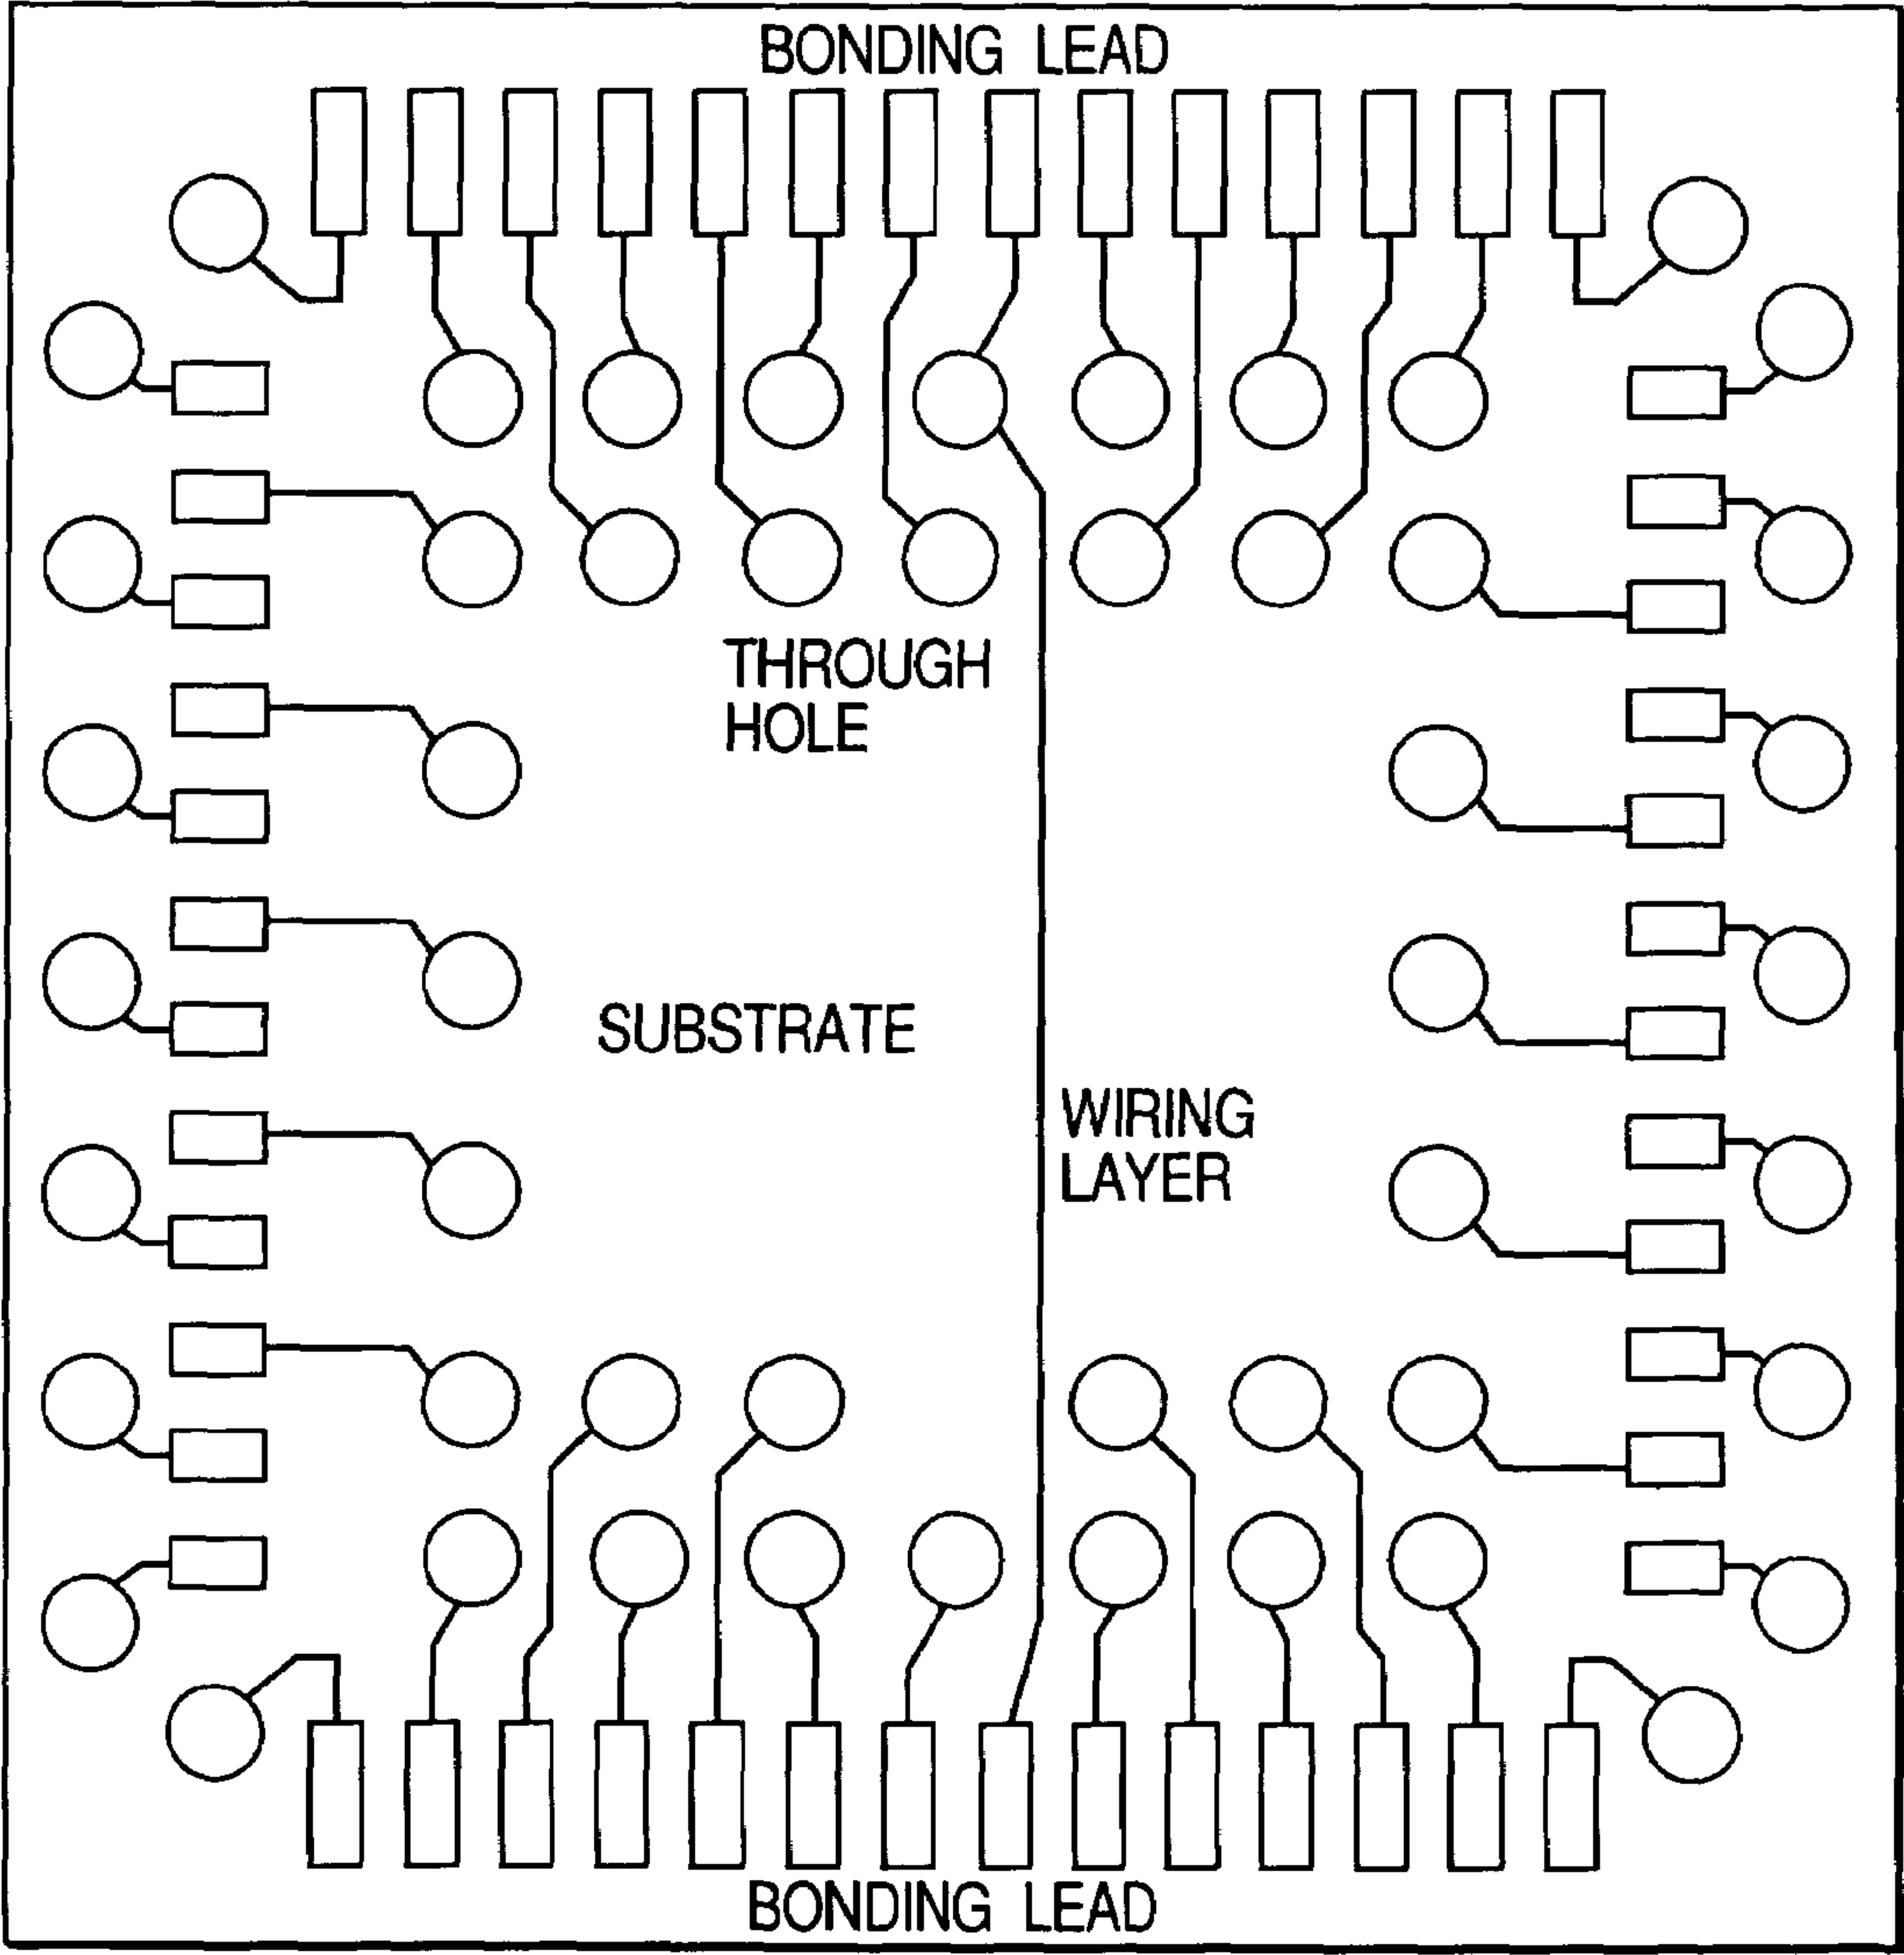 BONDING LEAD
THROUGH
HOLE
SUBSTRATE
WIRING
LAYER
BONDING LEAD